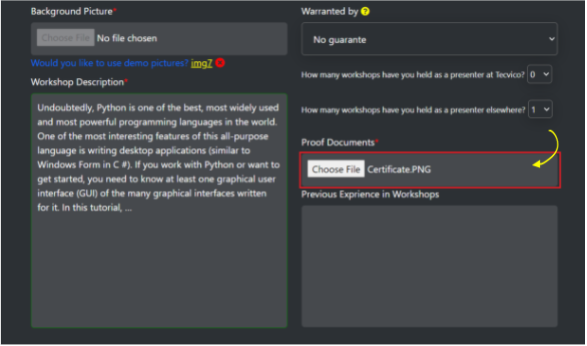 Background Picture*
Choose File No file chosen
Would you like to use demo pictures? img7
Workshop Description*
Undoubtedly, Python is one of the best, most widely used
and most powerful programming languages in the world.
One of the most interesting features of this all-purpose
language is writing desktop applications (similar to
Windows Form in C #). If you work with Python or want to
get started, you need to know at least one graphical user
interface (GUI) of the many graphical interfaces written
for it. In this tutorial, ...
Warranted by ?
No guarante
How many workshops have you held as a presenter at Tecvico? 0
How many workshops have you held as a presenter elsewhere? 1
Proof Documents*
Choose File Certificate.PNG
Previous Exprience in Workshops